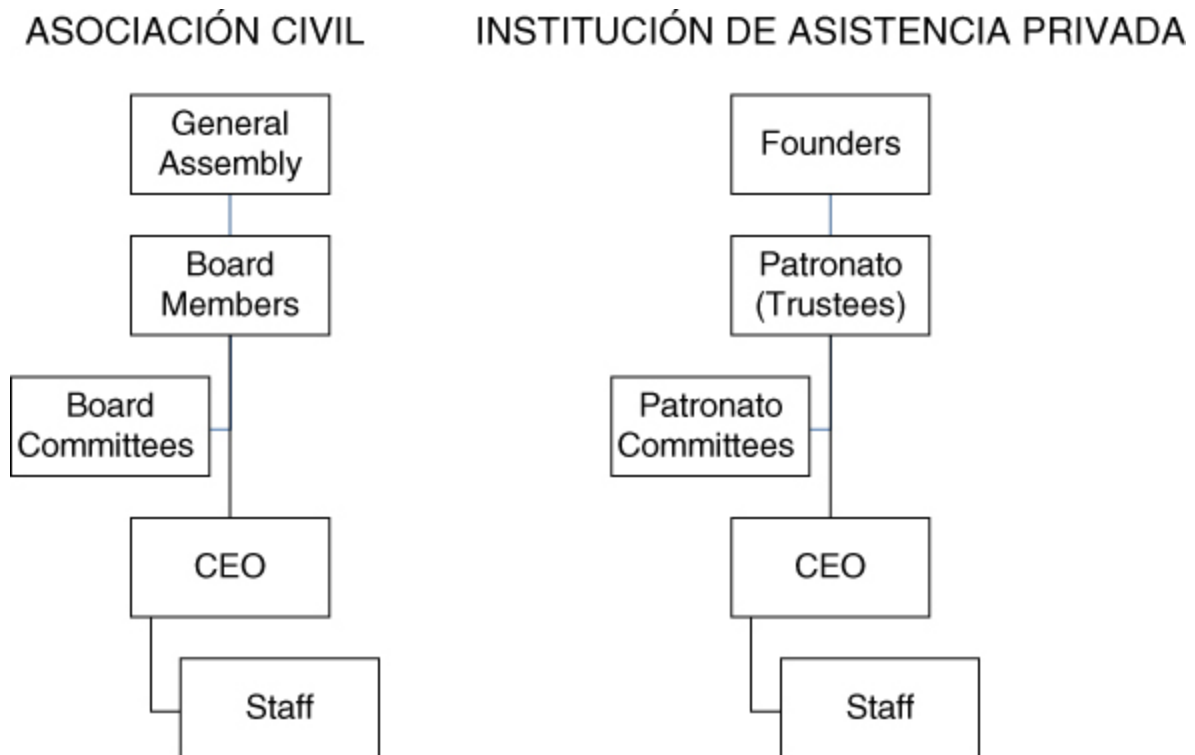 ASOCIACIÓN CIVIL
General
Assembly
Board
Members
Board
Committees
CEO
Staff
INSTITUCIÓN DE ASISTENCIA PRIVADA
Founders
Patronato
(Trustees)
Patronato
Committees
CEO
Staff